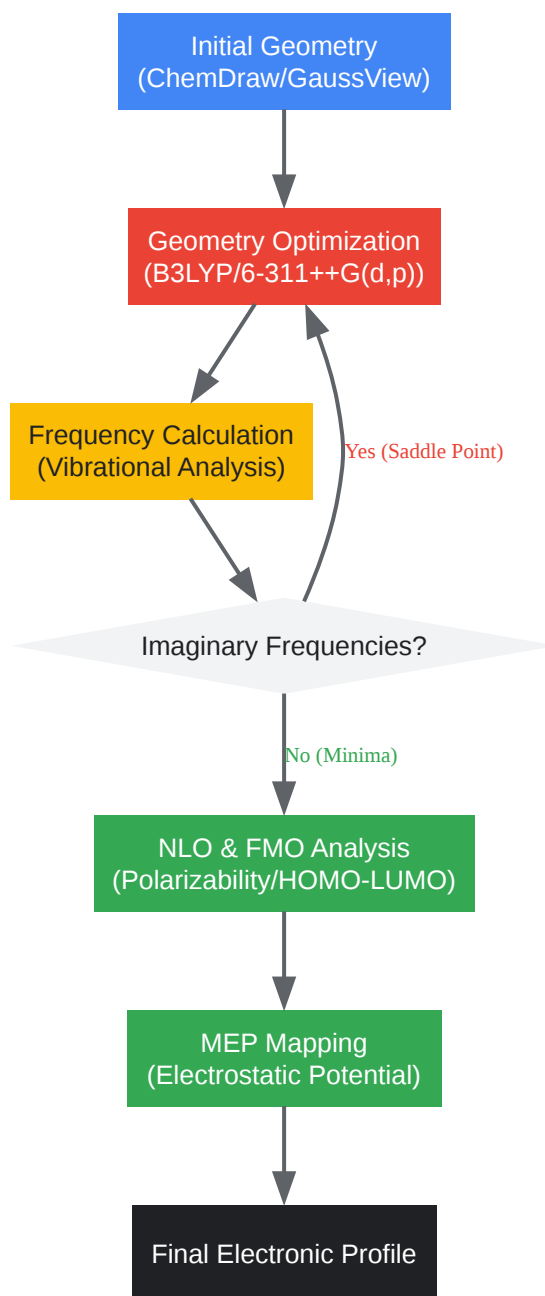 Initial Geometry
(ChemDraw/GaussView)
Geometry Optimization
(B3LYP/6-311++G(d,p))
Frequency Calculation
(Vibrational Analysis)
Yes (Saddle Point)
Imaginary Frequencies?
No (Minima)
NLO & FMO Analysis
(Polarizability/HOMO-LUMO)
MEP Mapping
(Electrostatic Potential)
Final Electronic Profile